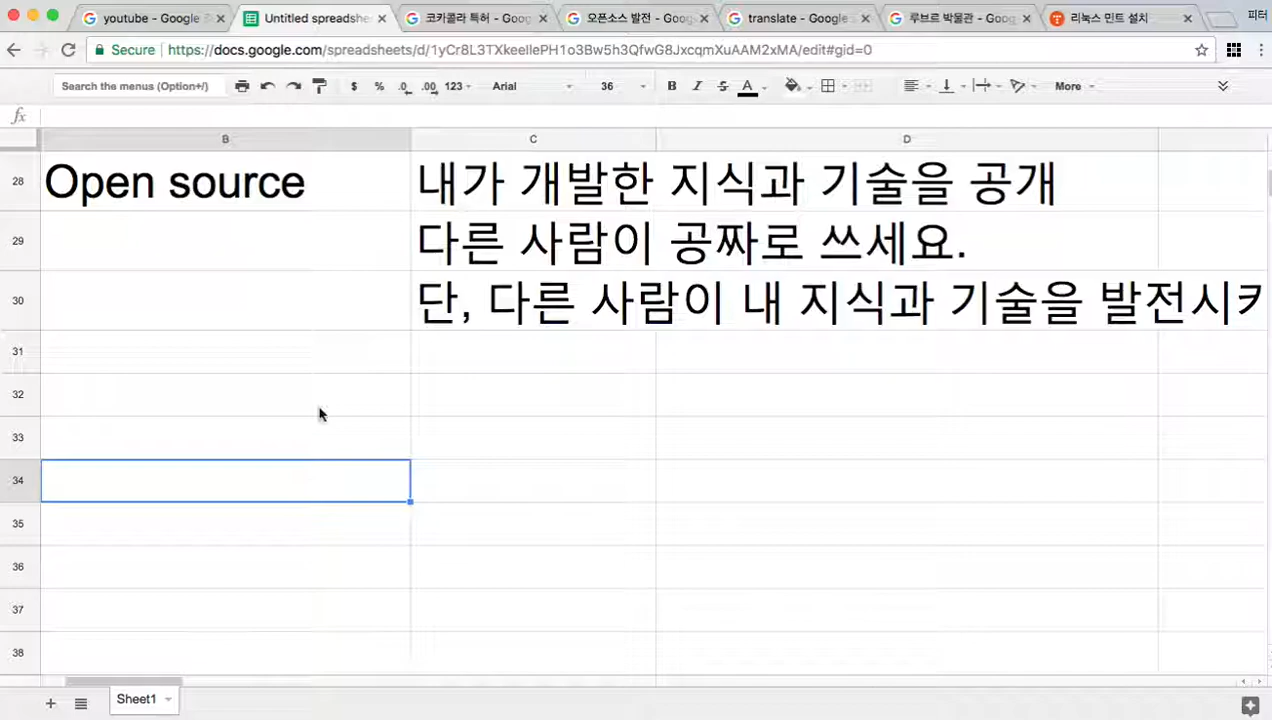 youtube - Google S
Untitled spreadshe
코카콜라 특허 - Goog
오픈소스 발전 - Goog
translate - Google
루브르 박물관 - Goog
리눅스 민트 설치
피터
Secure
https://docs.google.com/spreadsheets/d/1yCr8L3TXkeeIlePH1o3Bw5h3QfwG8JxcqmXuAAM2xMA/edit#gid=0
Search the menus (Option+/)
$ % .0 .00 123
Arial
36
B I S A
More
fx
B C D
28 Open source 내가 개발한 지식과 기술을 공개
29 다른 사람이 공짜로 쓰세요.
30 단, 다른 사람이 내 지식과 기술을 발전시키
31
32
33
34
35
36
37
38
Sheet1